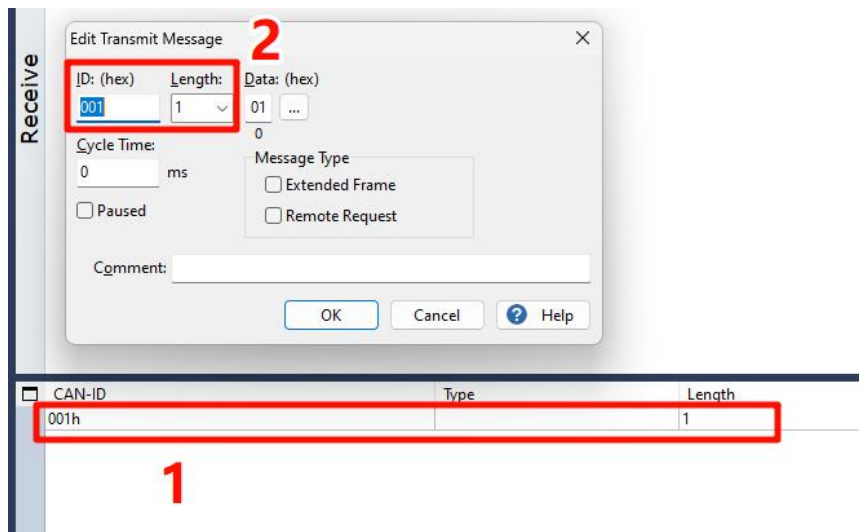 Receive
Edit Transmit Message
2
ID: (hex) Length: Data: (hex)
001 1 01 ...
0
Cycle Time:
0 ms
Message Type
Extended Frame
Paused
Remote Request
Comment:
OK Cancel ? Help
CAN-ID Type Length
001h 1
1